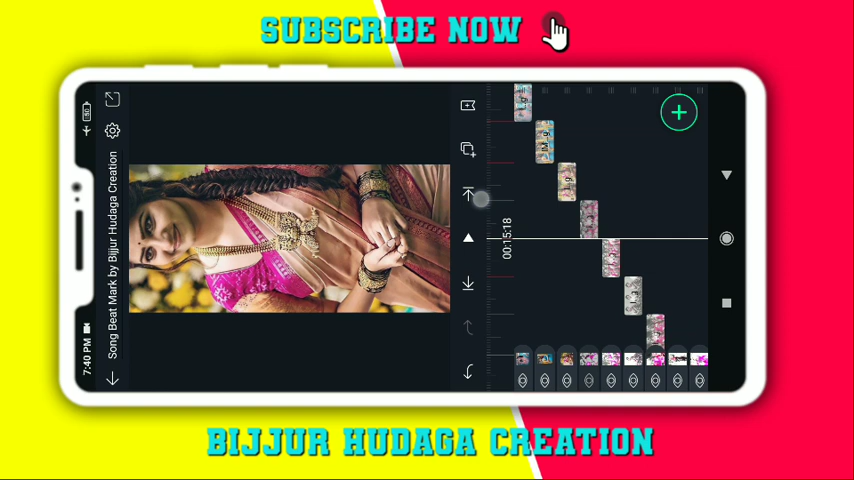 SUBSCRIBE NOW
7:40 PM
Song Beat Mark by Bijjur Hudaga Creation
00:15:18
BIJJUR HUDAGA CREATION